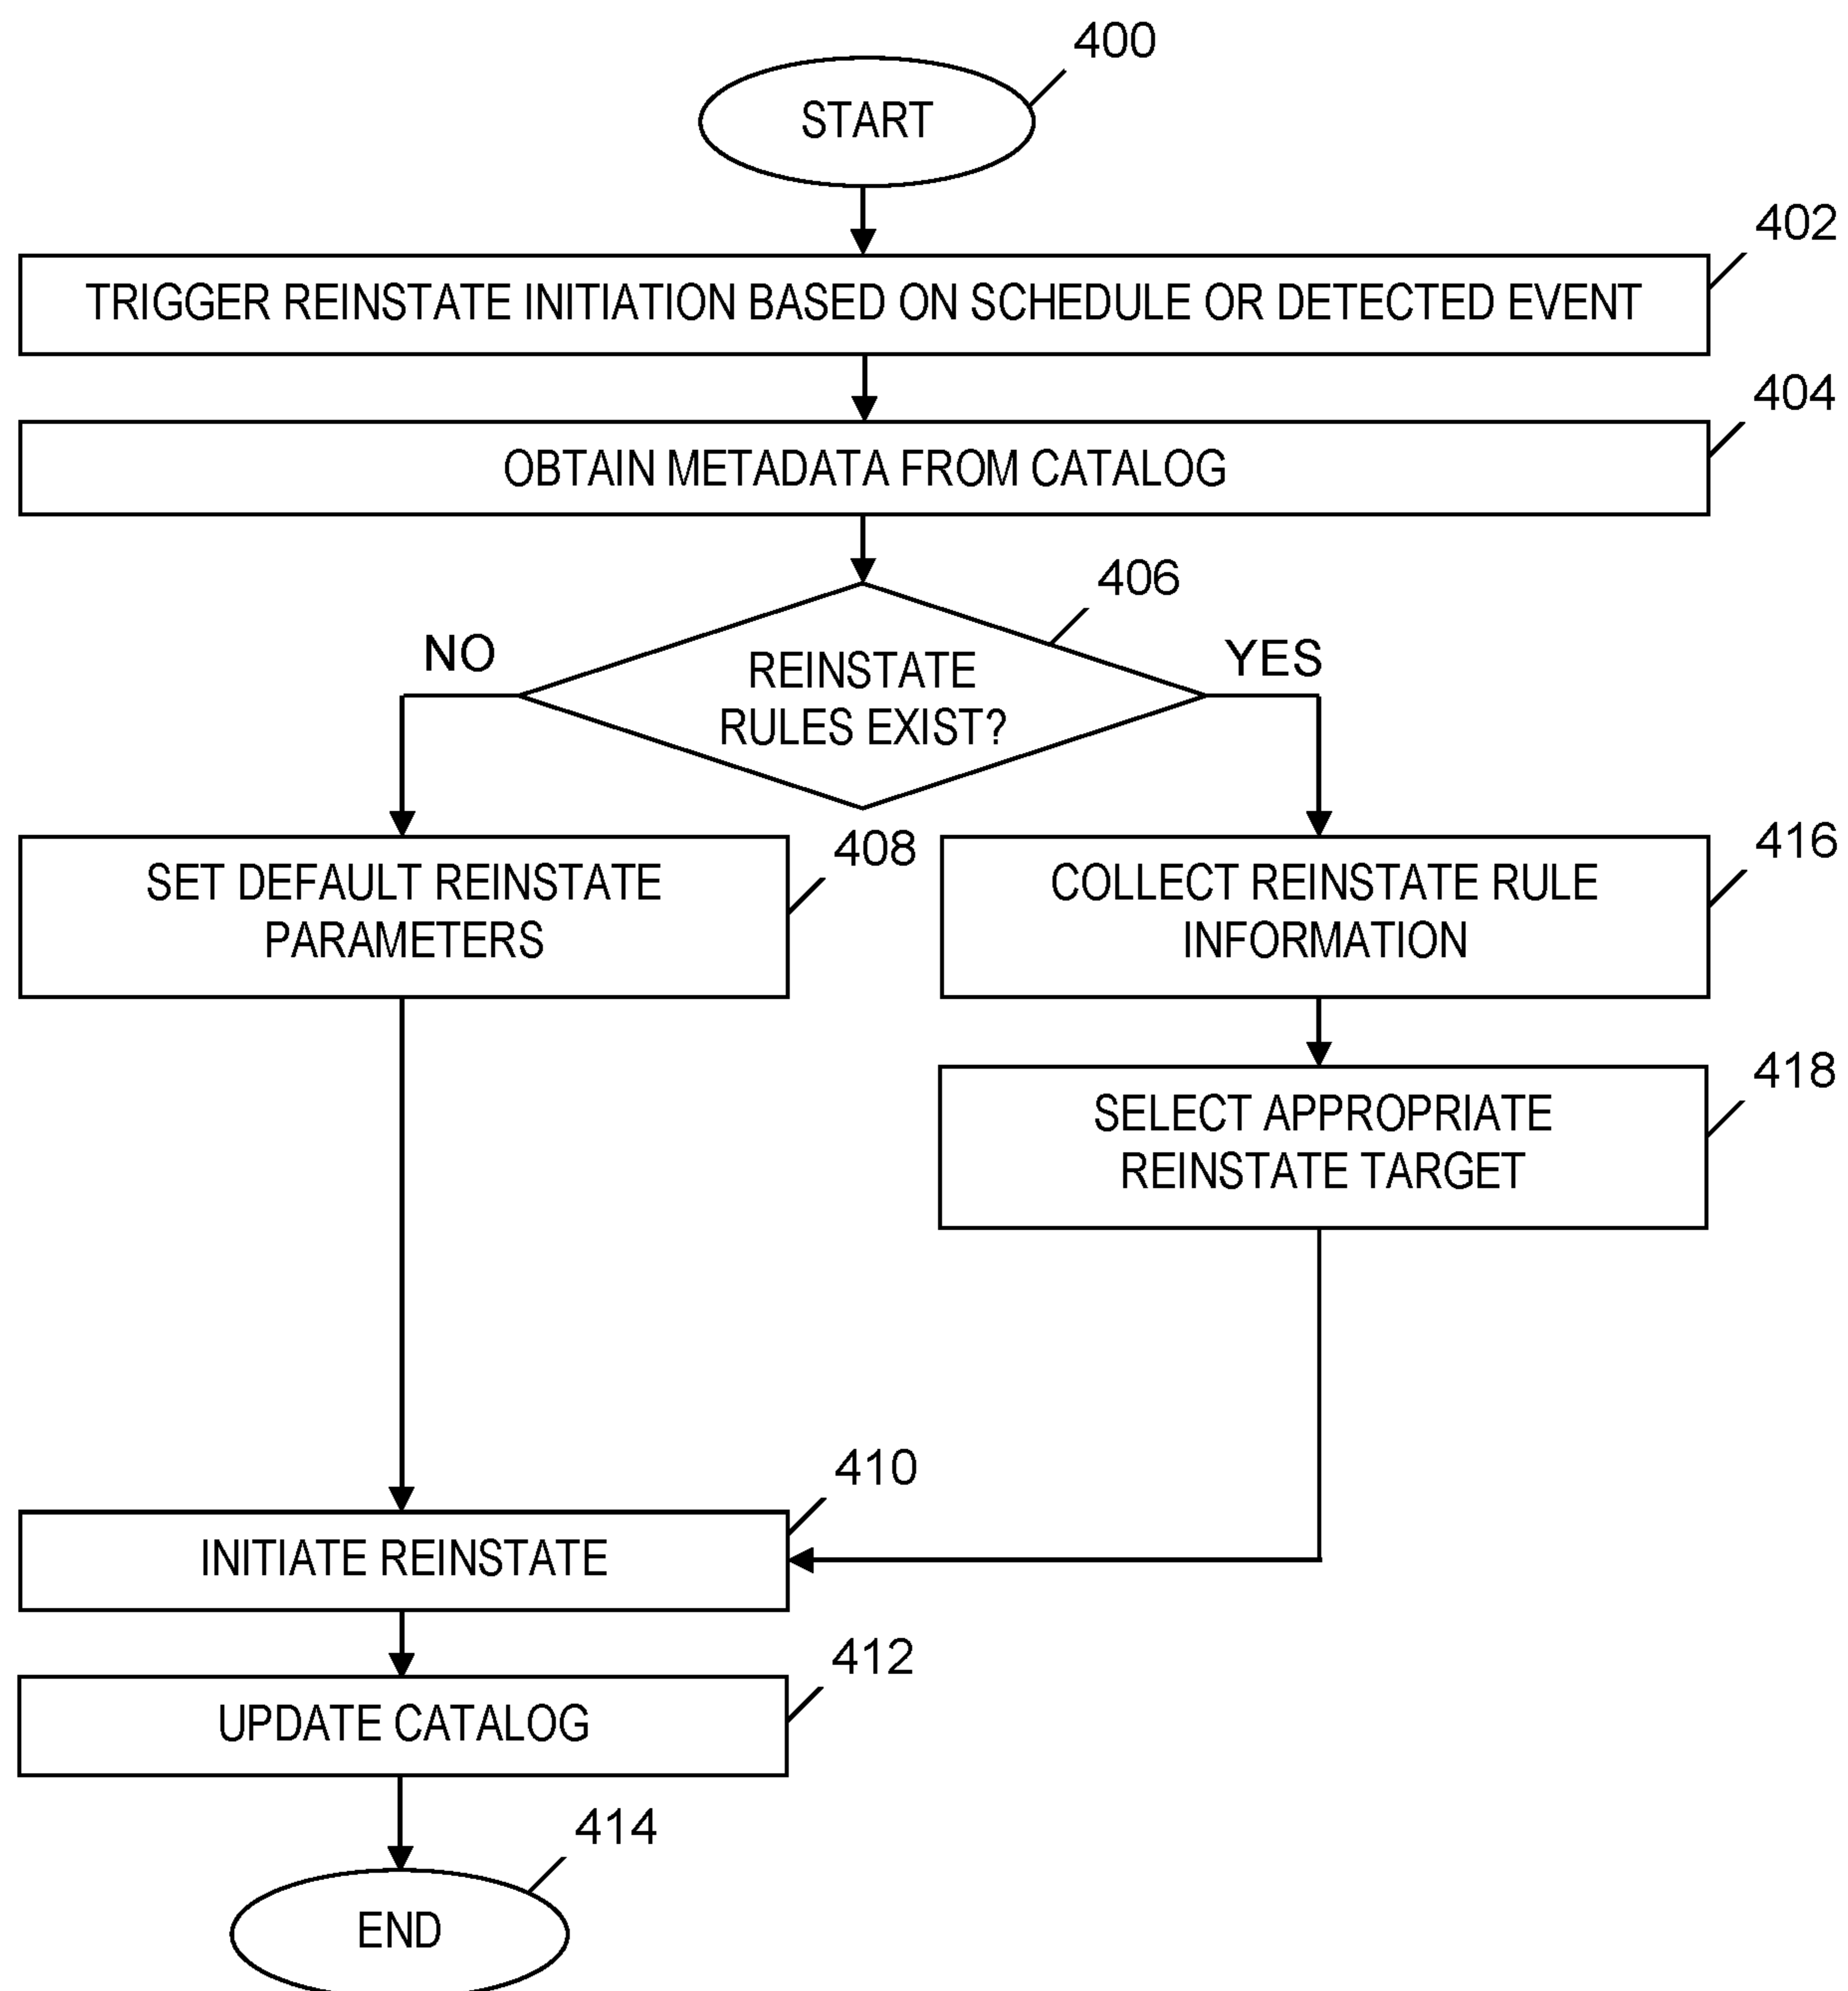 400
START
402
TRIGGER REINSTATE INITIATION BASED ON SCHEDULE OR DETECTED EVENT
404
OBTAIN METADATA FROM CATALOG
406
NO
YES
REINSTATE
RULES EXIST?
408
SET DEFAULT REINSTATE
PARAMETERS
416
COLLECT REINSTATE RULE
INFORMATION
418
SELECT APPROPRIATE
REINSTATE TARGET
410
INITIATE REINSTATE
412
UPDATE CATALOG
414
END